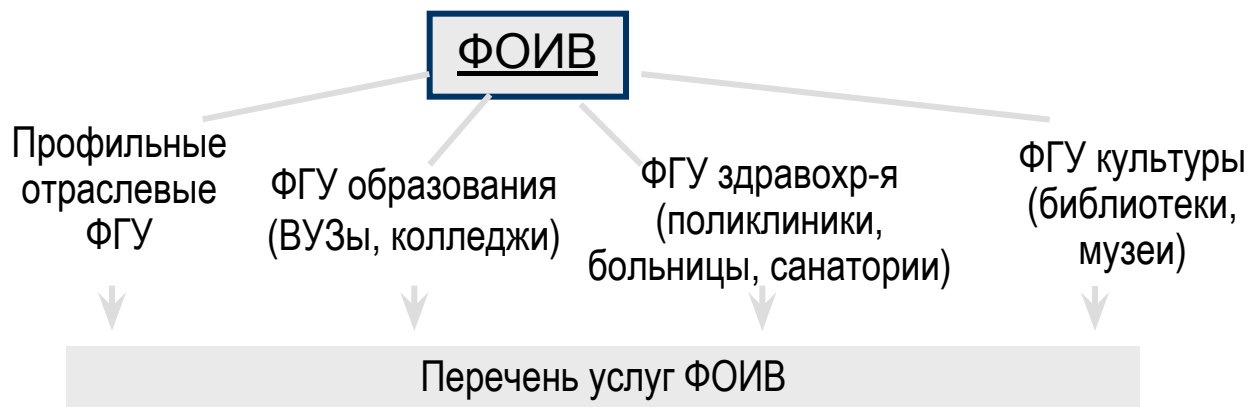 ФОИВ
Профильные
отраслевые
ФГУ
ФГУ образования
(ВУЗы, колледжи)
ФГУ здравохр-я
(поликлиники,
больницы, санатории)
ФГУ культуры
(библиотеки,
музеи)
Перечень услуг ФОИВ